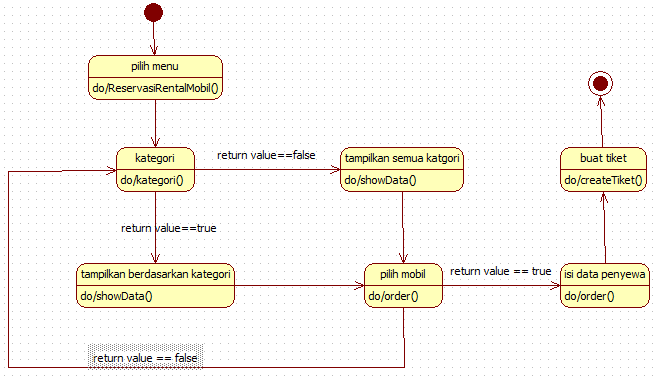 pilih menu
do/ReservasiRentalMobil()
kategori
do/kategori()
return value==false
tampilkan semua katgori
do/showData()
buat tiket
do/createTiket()
return value==true
tampilkan berdasarkan kategori
do/showData()
pilih mobil
do/order()
return value == true
isi data penyewa
do/order()
return value == false